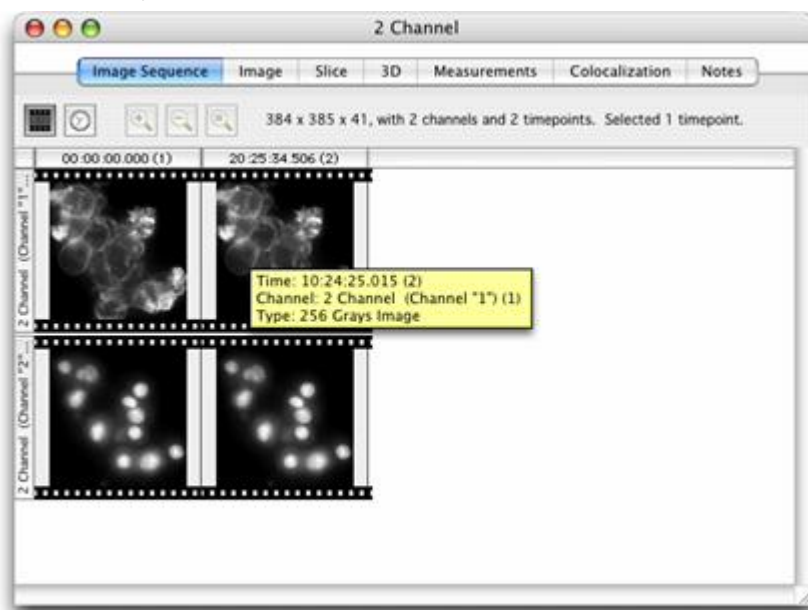 2 Channel
Image Sequence Image Slice 3D Measurements Colocalization Notes
384 x 385 x 41, with 2 channels and 2 timepoints. Selected 1 timepoint.
00:00:00.000 (1) 20:25:34.506 (2)
2 Channel (Channel "1"...
Time: 10:24:25.015 (2)
Channel: 2 Channel (Channel "1") (1)
Type: 256 Grays Image
2 Channel (Channel "2"...